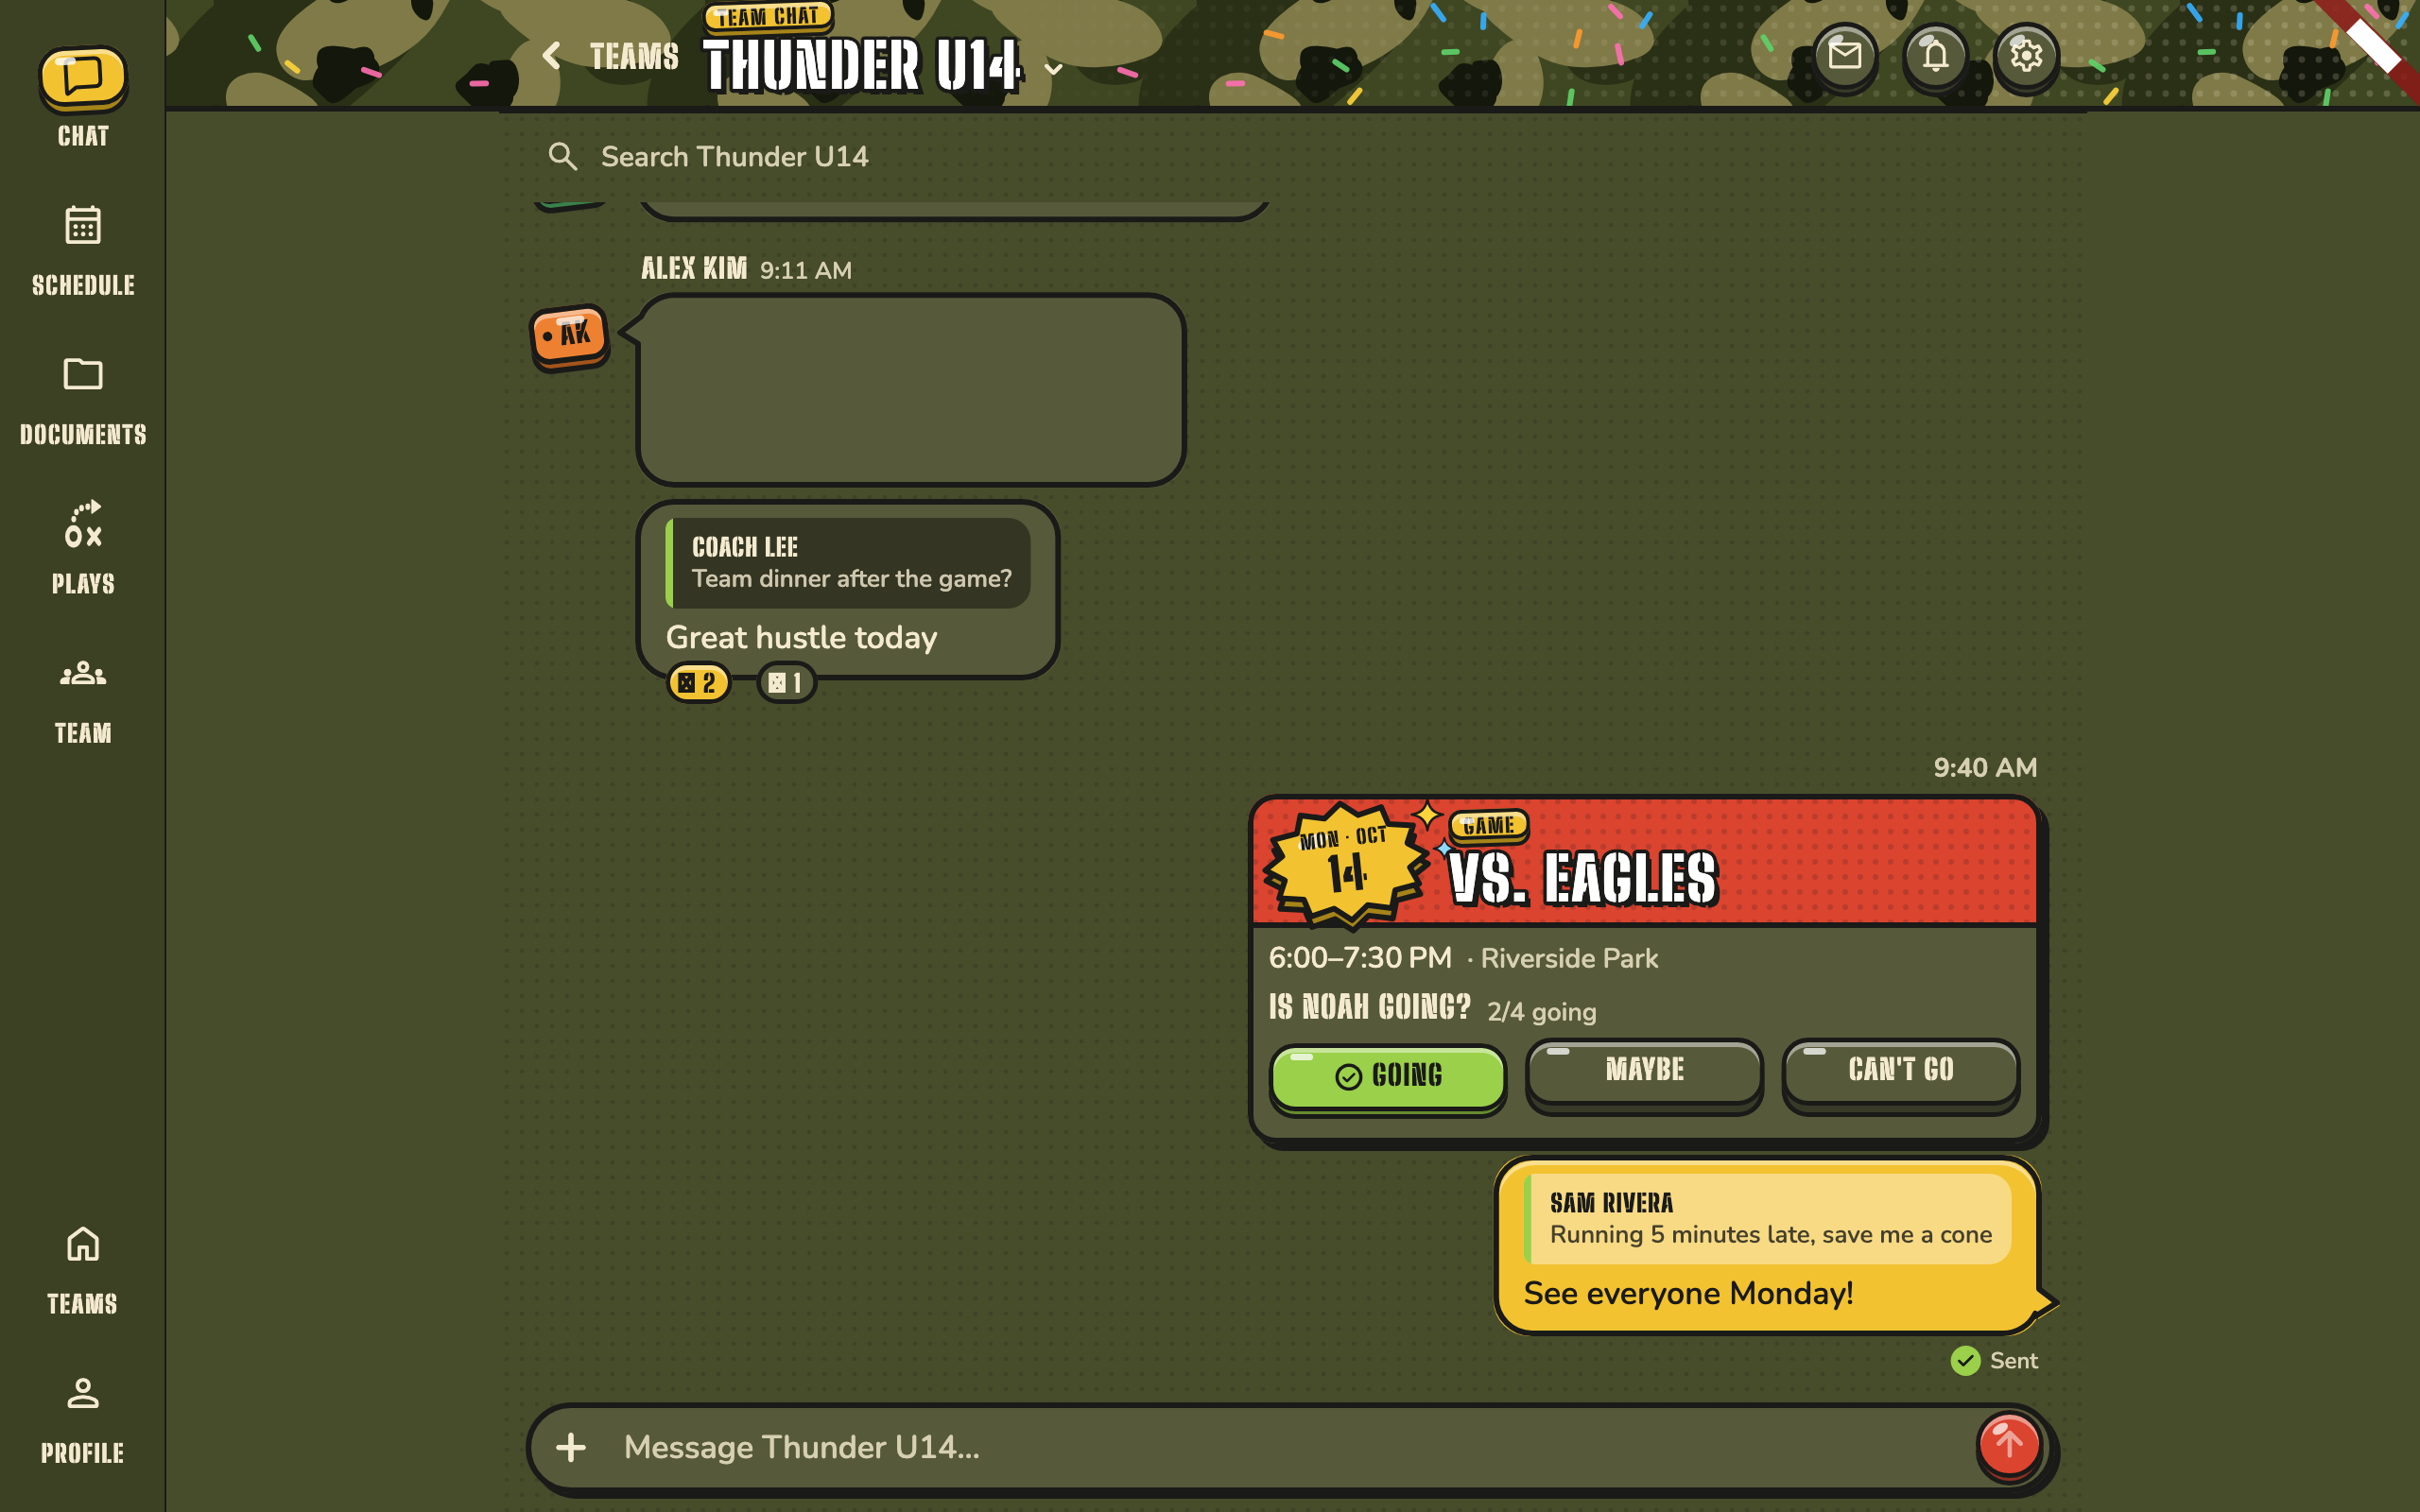 CHAT
SCHEDULE
DOCUMENTS
PLAYS
TEAM
TEAMS
PROFILE
TEAMS
TEAM CHAT
THUNDER U14
Search Thunder U14
ALEX KIM 9:11 AM
AK
COACH LEE
Team dinner after the game?
Great hustle today
2 1
9:40 AM
MON · OCT
14
GAME
VS. EAGLES
6:00–7:30 PM · Riverside Park
IS NOAH GOING? 2/4 going
GOING MAYBE CAN'T GO
SAM RIVERA
Running 5 minutes late, save me a cone
See everyone Monday!
Sent
Message Thunder U14...